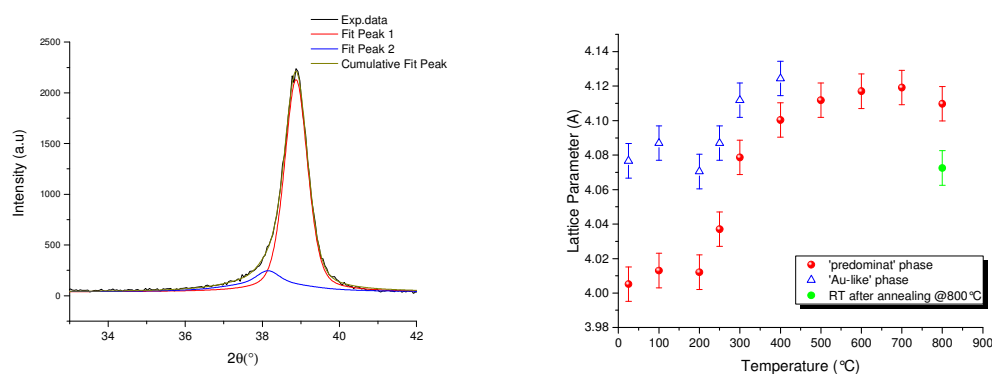 Exp.data
Fit Peak 1
Fit Peak 2
Cumulative Fit Peak
2500
2000
1500
1000
500
250
0
Intensity (a.u)
34
36
38
40
42
2θ(°)
4.14
4.12
4.10
4.08
4.06
4.04
4.02
4.00
3.98
Lattice Parameter (A)
'predominat' phase
'Au-like' phase
RT after annealing @800°C
0
100
200
300
400
500
600
700
800
900
Temperature (°C)